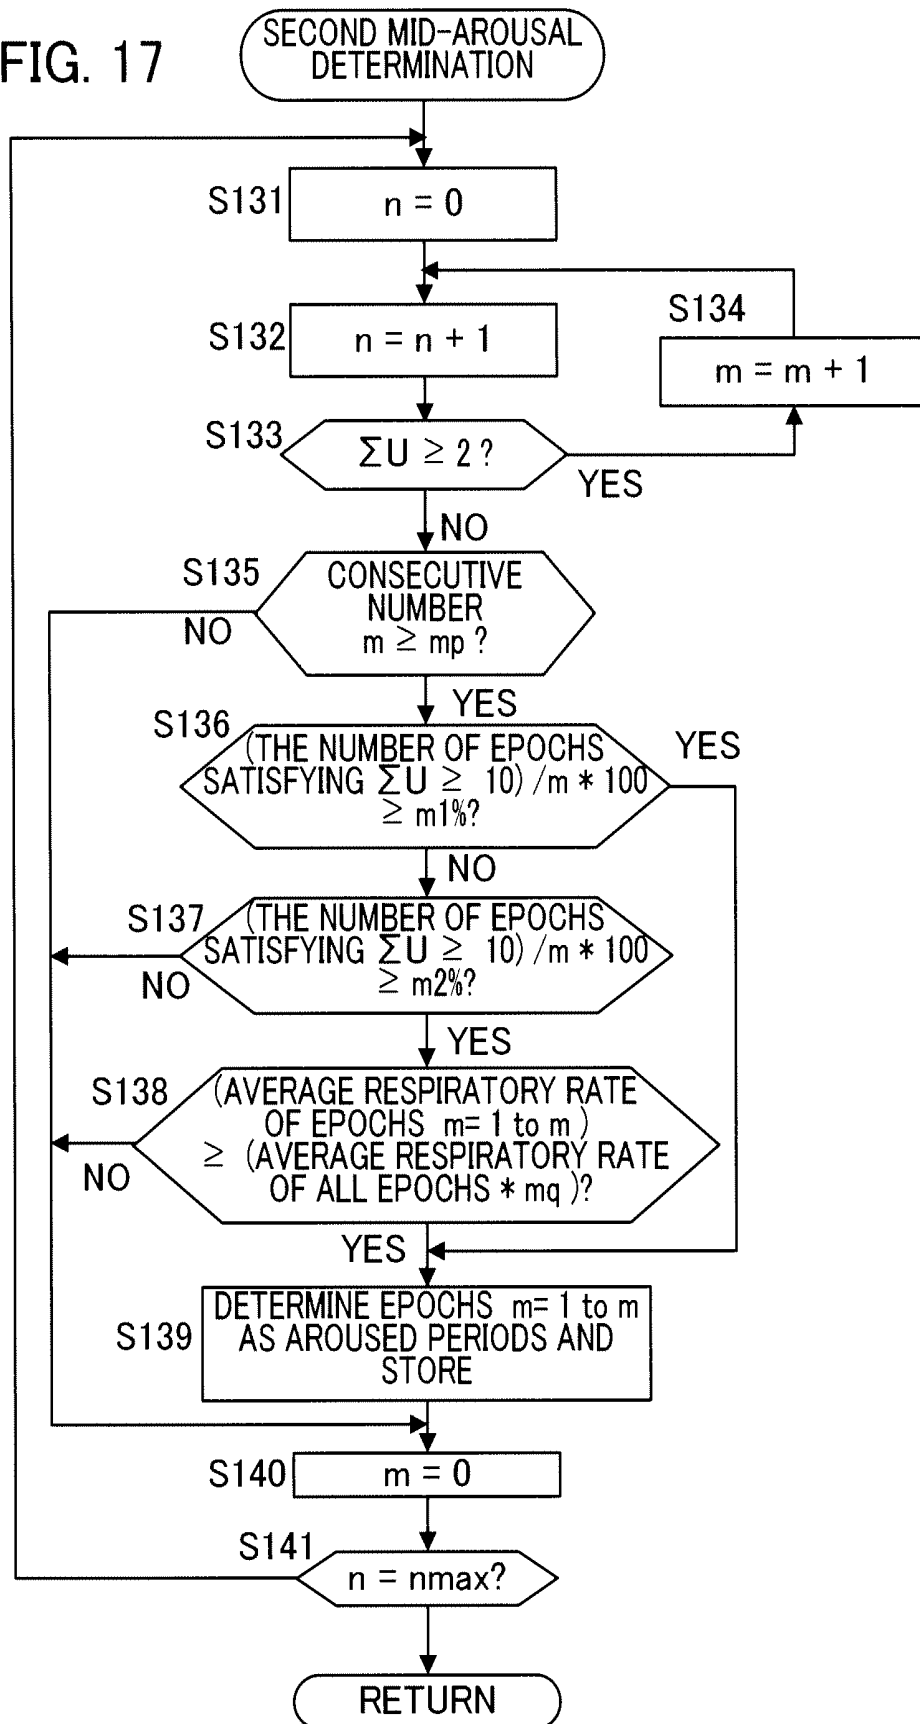 FIG. 17
SECOND MID-AROUSAL
DETERMINATION
S131
n = 0
S132
n = n + 1
S134
m = m + 1
S133
ΣU ≥ 2 ?
YES
NO
S135
CONSECUTIVE
NUMBER
m ≥ mp ?
NO
YES
S136
(THE NUMBER OF EPOCHS
SATISFYING ΣU ≥ 10) /m * 100
≥ m1%?
YES
NO
S137
(THE NUMBER OF EPOCHS
SATISFYING ΣU ≥ 10) /m * 100
≥ m2%?
NO
YES
S138
(AVERAGE RESPIRATORY RATE
OF EPOCHS m= 1 to m )
≥ (AVERAGE RESPIRATORY RATE
OF ALL EPOCHS * mq )?
NO
YES
S139
DETERMINE EPOCHS m= 1 to m
AS AROUSED PERIODS AND
STORE
S140
m = 0
S141
n = nmax?
RETURN